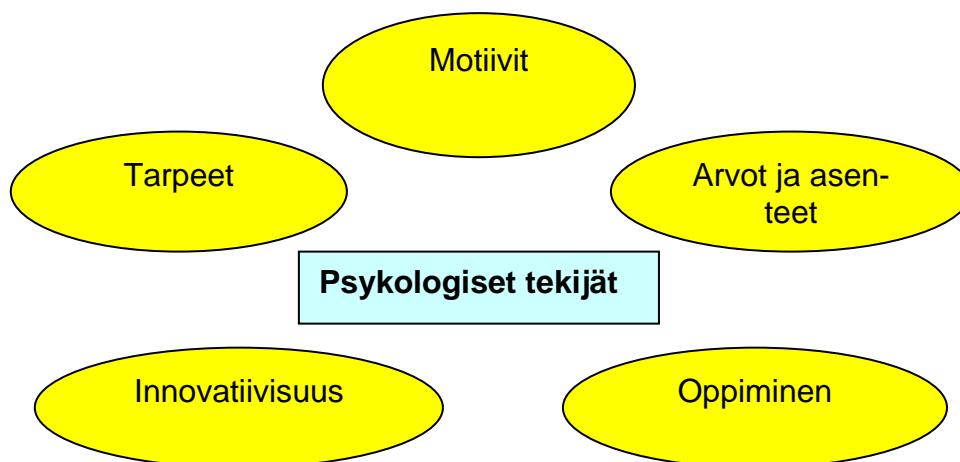 Motiivit
Tarpeet
Arvot ja asen-
teet
Psykologiset tekijät
Innovatiivisuus
Oppiminen